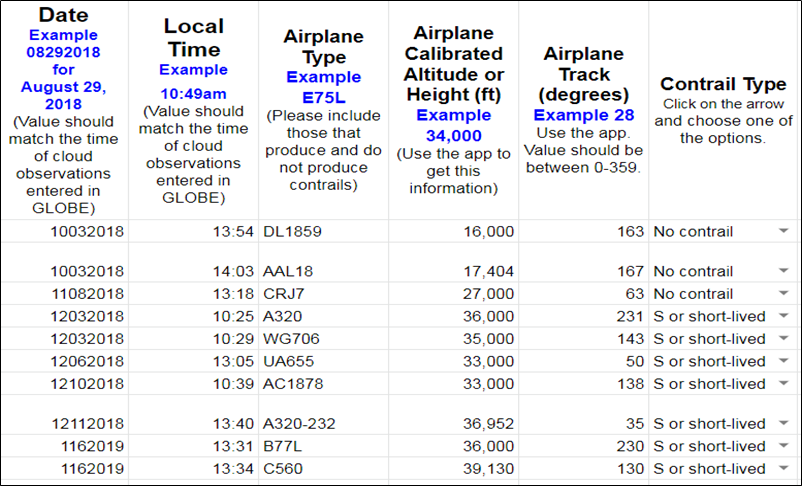 Date
Example
08292018
for
August 29,
2018
(Value should
match the time
of cloud
observations
entered in
GLOBE)
Local
Time
Example
10:49am
(Value should
match the time
of cloud
observations
entered in
GLOBE)
Airplane
Type
Example
E75L
(Please include
those that
produce and do
not produce
contrails)
Airplane
Calibrated
Altitude or
Height (ft)
Example
34,000
(Use the app to
get this
information)
Airplane
Track
(degrees)
Example 28
Use the app.
Value should be
between 0-359.
Contrail Type
Click on the arrow
and choose one of
the options.
10032018 13:54 DL1859 16,000 163 No contrail
10032018 14:03 AAL18 17,404 167 No contrail
11082018 13:18 CRJ7 27,000 63 No contrail
12032018 10:25 A320 36,000 231 S or short-lived
12032018 10:29 WG706 35,000 143 S or short-lived
12062018 13:05 UA655 33,000 50 S or short-lived
12102018 10:39 AC1878 33,000 138 S or short-lived
12112018 13:40 A320-232 36,952 35 S or short-lived
1162019 13:31 B77L 36,000 230 S or short-lived
1162019 13:34 C560 39,130 130 S or short-lived